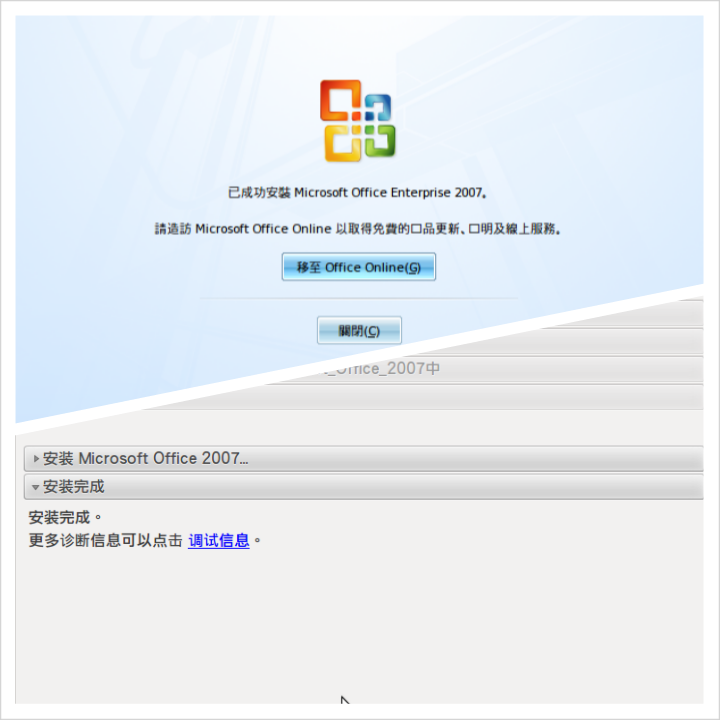 已成功安裝 Microsoft Office Enterprise 2007。
請造訪 Microsoft Office Online 以取得免費的□品更新、□明及線上服務。
移至 Office Online(G)
關閉(C)
t_Office_2007中
安装 Microsoft Office 2007...
安装完成
安装完成。
更多诊断信息可以点击 调试信息。